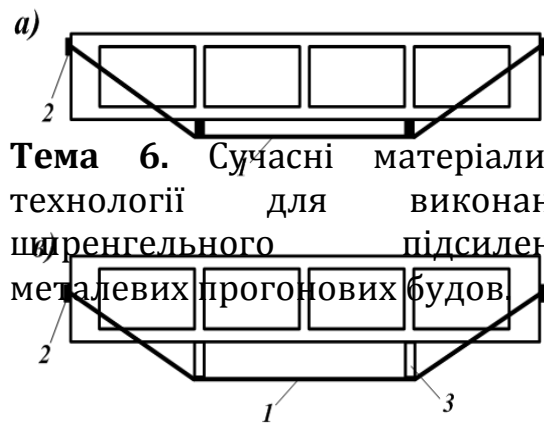 а)
2
1
Тема 6. Сучасні матеріали
технології для виконан
шпренгельного підсилен
в)
металевих прогонових будов.
2
1
3